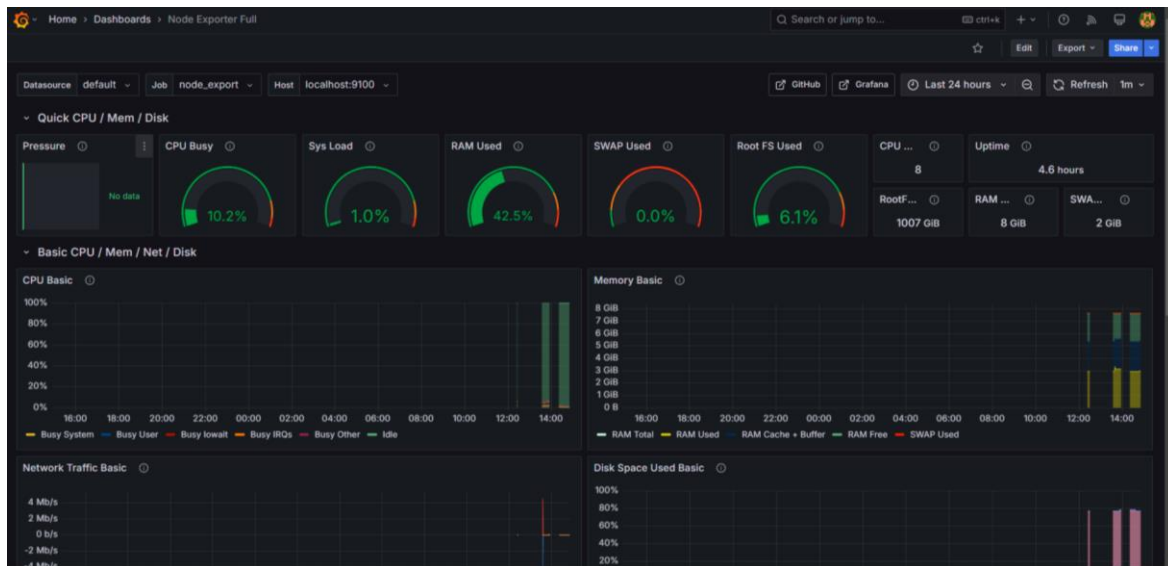 Home › Dashboards › Node Exporter Full
Search or jump to...
ctrl+k
Edit
Export
Share
Datasource default
Job node_export
Host localhost:9100
GitHub
Grafana
Last 24 hours
Refresh 1m
Quick CPU / Mem / Disk
Pressure
No data
CPU Busy
10.2%
Sys Load
1.0%
RAM Used
42.5%
SWAP Used
0.0%
Root FS Used
6.1%
CPU ...
8
Uptime
4.6 hours
RootF...
1007 GiB
RAM ...
8 GiB
SWA...
2 GiB
Basic CPU / Mem / Net / Disk
CPU Basic
100%
80%
60%
40%
20%
0%
16:00 18:00 20:00 22:00 00:00 02:00 04:00 06:00 08:00 10:00 12:00 14:00
Busy System Busy User Busy Iowait Busy IRQs Busy Other Idle
Memory Basic
8 GiB
7 GiB
6 GiB
5 GiB
4 GiB
3 GiB
2 GiB
1 GiB
0 B
16:00 18:00 20:00 22:00 00:00 02:00 04:00 06:00 08:00 10:00 12:00 14:00
RAM Total RAM Used RAM Cache + Buffer RAM Free SWAP Used
Network Traffic Basic
4 Mb/s
2 Mb/s
0 b/s
-2 Mb/s
-4 Mb/s
Disk Space Used Basic
100%
80%
60%
40%
20%